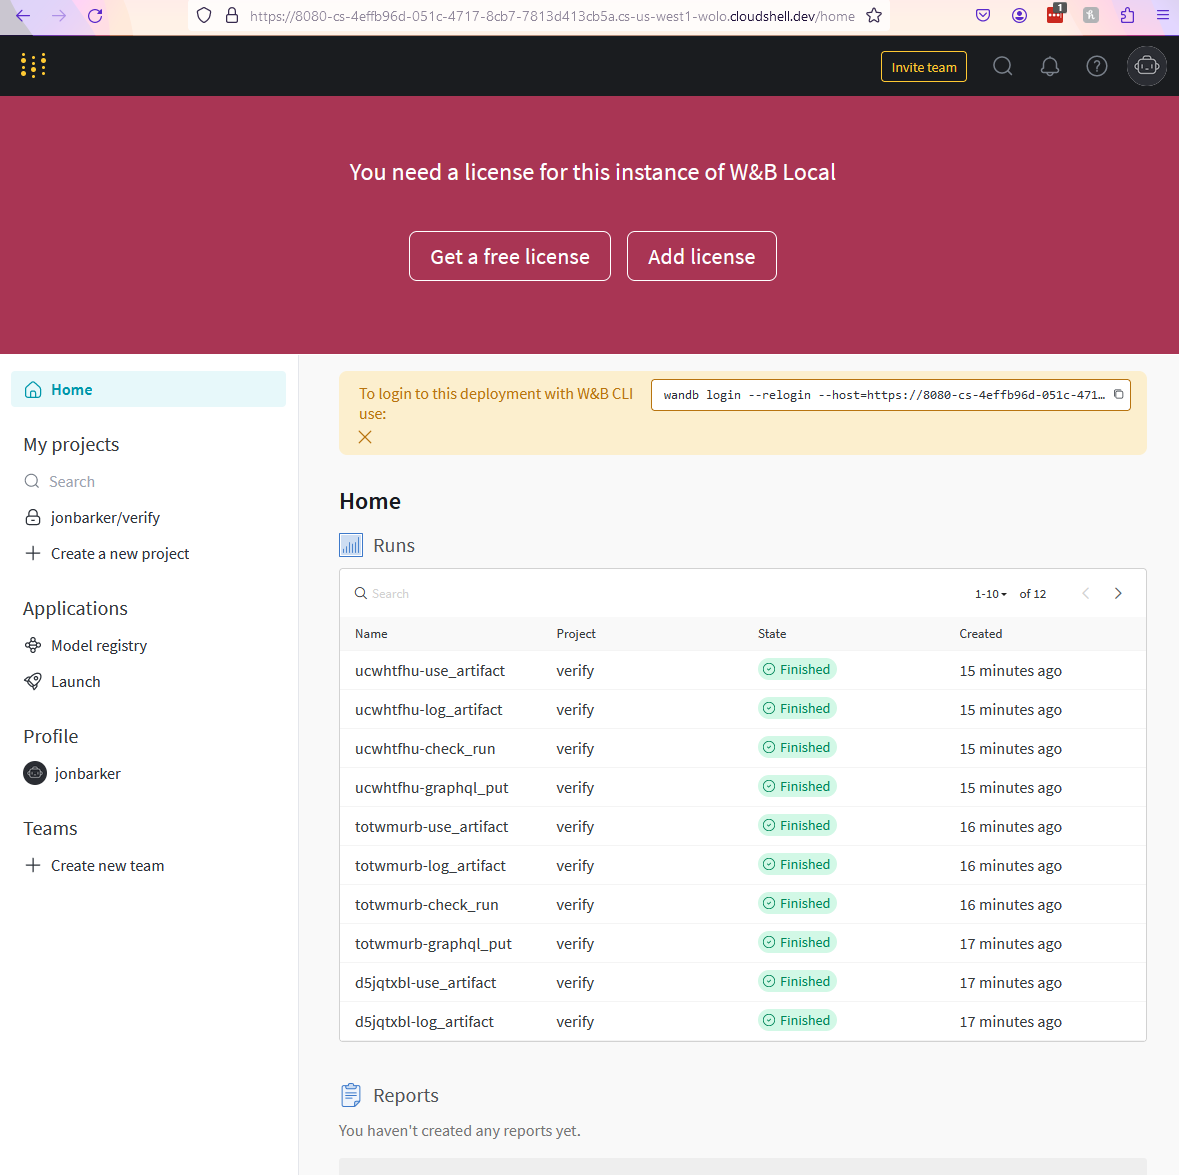 https://8080-cs-4effb96d-051c-4717-8cb7-7813d413cb5a.cs-us-west1-wolo.cloudshell.dev/home
1
Invite team
You need a license for this instance of W&B Local
Get a free license
Add license
Home
My projects
Search
jonbarker/verify
Create a new project
Applications
Model registry
Launch
Profile
jonbarker
Teams
Create new team
To login to this deployment with W&B CLI
use:
wandb login --relogin --host=https://8080-cs-4effb96d-051c-471…
Home
Runs
Search
1-10 of 12
Name Project State Created
ucwhtfhu-use_artifact verify Finished 15 minutes ago
ucwhtfhu-log_artifact verify Finished 15 minutes ago
ucwhtfhu-check_run verify Finished 15 minutes ago
ucwhtfhu-graphql_put verify Finished 15 minutes ago
totwmurb-use_artifact verify Finished 16 minutes ago
totwmurb-log_artifact verify Finished 16 minutes ago
totwmurb-check_run verify Finished 16 minutes ago
totwmurb-graphql_put verify Finished 17 minutes ago
d5jqtxbl-use_artifact verify Finished 17 minutes ago
d5jqtxbl-log_artifact verify Finished 17 minutes ago
Reports
You haven't created any reports yet.